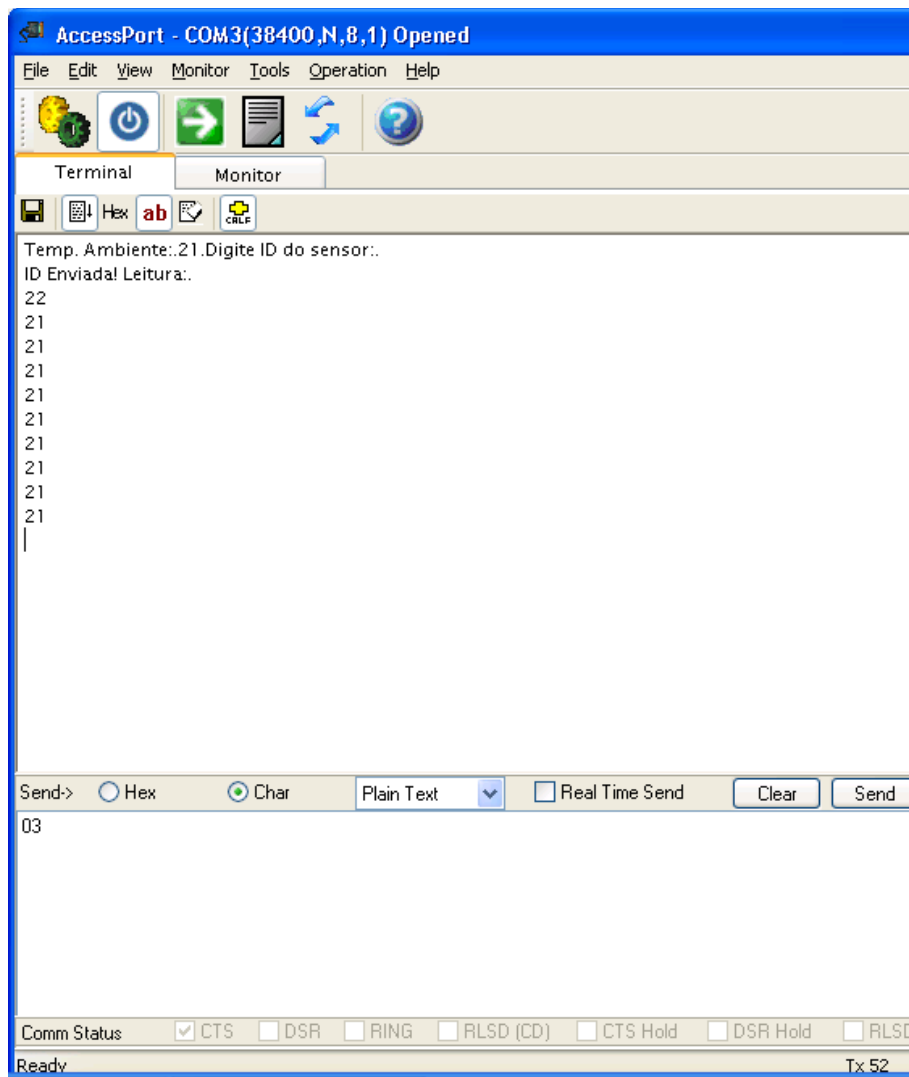 AccessPort - COM3(38400,N,8,1) Opened
File Edit View Monitor Tools Operation Help
Terminal Monitor
Hex ab CRLF
Temp. Ambiente:.21.Digite ID do sensor:.
ID Enviada! Leitura:.
22
21
21
21
21
21
21
21
21
21
Send-> Hex Char Plain Text Real Time Send Clear Send
03
Comm Status CTS DSR RING RLSD (CD) CTS Hold DSR Hold RLSD
Ready Tx 52